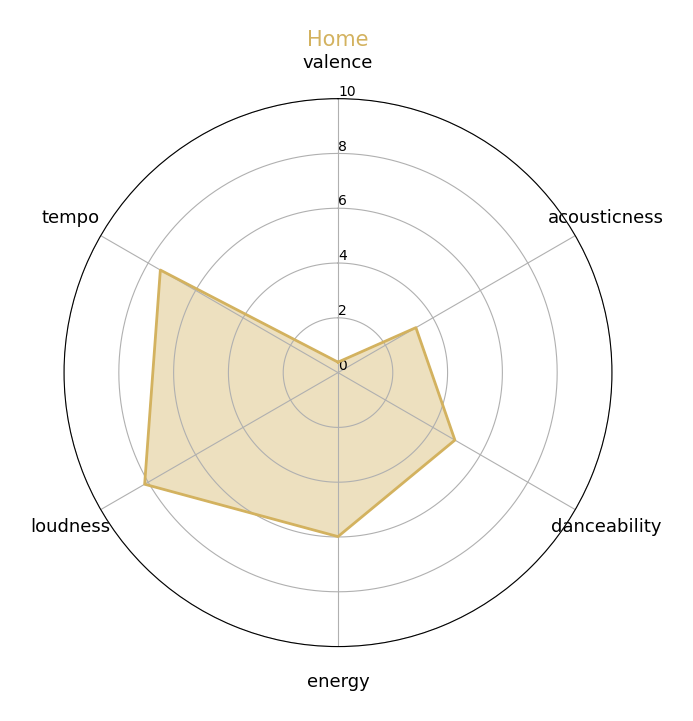 Home
valence
10
8
tempo
6
acousticness
4
2
0
loudness
danceability
energy